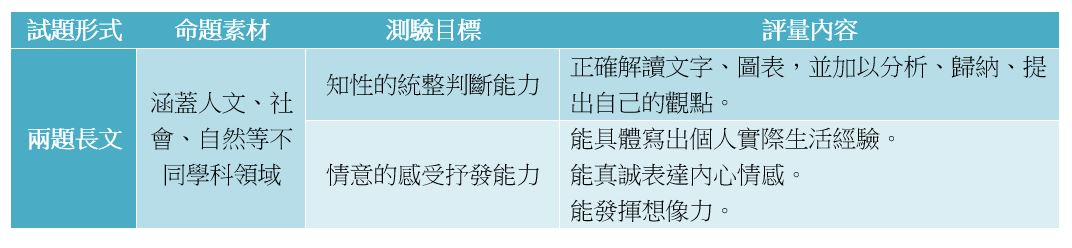 試題形式 命題素材 測驗目標 評量內容
兩題長文
涵蓋人文、社
會、自然等不
同學科領域
知性的統整判斷能力
正確解讀文字、圖表，並加以分析、歸納、提
出自己的觀點。
情意的感受抒發能力
能具體寫出個人實際生活經驗。
能真誠表達內心情感。
能發揮想像力。